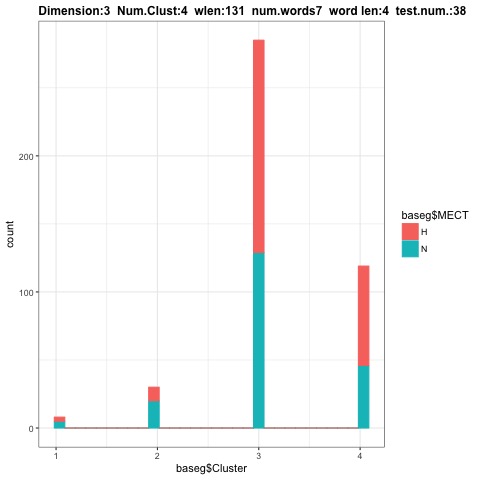 Dimension:3 Num.Clust:4 wlen:131 num.words7 word len:4 test.num.:38
200
100
0
count
1 2 3 4
baseg$Cluster
baseg$MECT
H
N